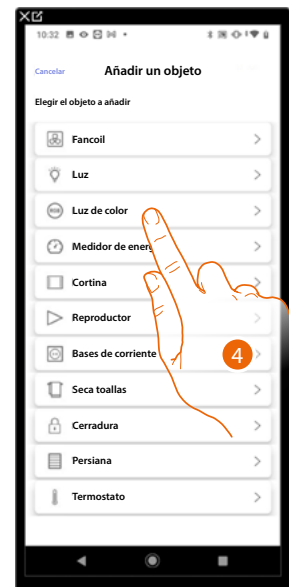 10:32
Cancelar Añadir un objeto
Elegir el objeto a añadir
Fancoil
Luz
RGB Luz de color
Medidor de energ
Cortina
Reproductor
Bases de corriente
4
Seca toallas
Cerradura
Persiana
Termostato